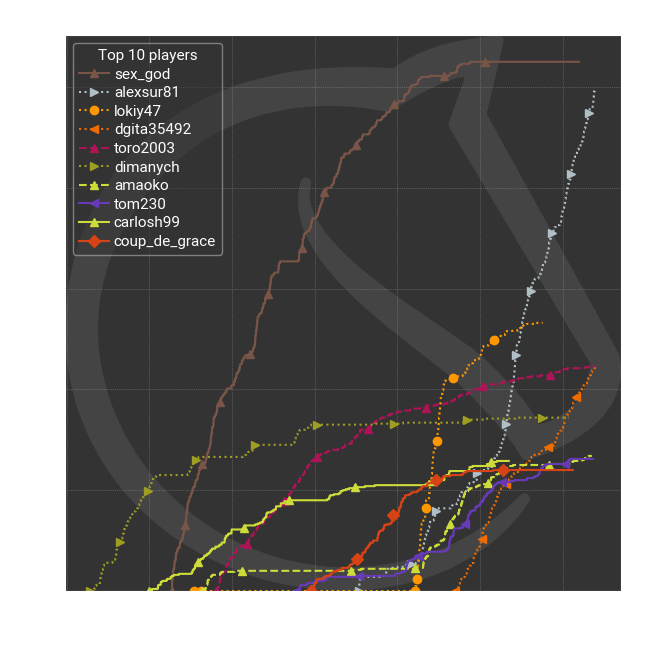 Top 10 players
sex_god
alexsur81
lokiy47
dgita35492
toro2003
dimanych
amaoko
tom230
carlosh99
coup_de_grace